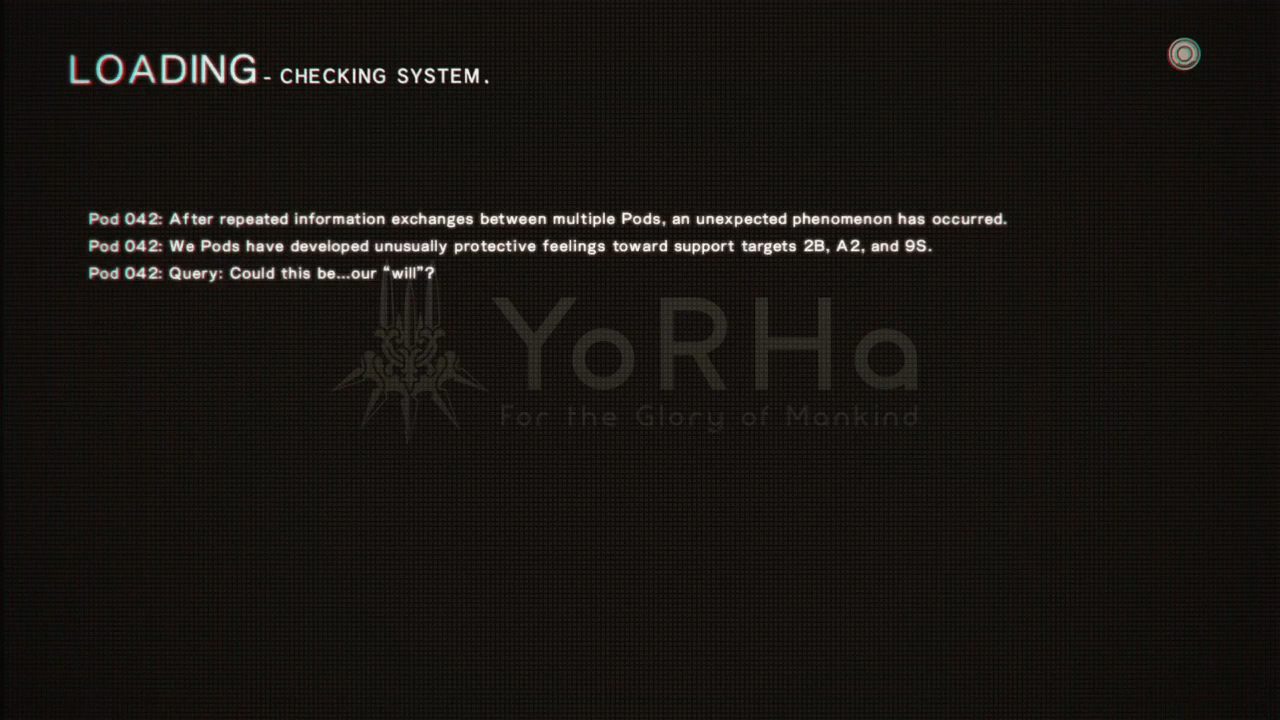 LOADING - CHECKING SYSTEM.
Pod 042: After repeated information exchanges between multiple Pods, an unexpected phenomenon has occurred.
Pod 042: We Pods have developed unusually protective feelings toward support targets 2B, A2, and 9S.
Pod 042: Query: Could this be...our “will”?
YoRHa
For the Glory of Mankind